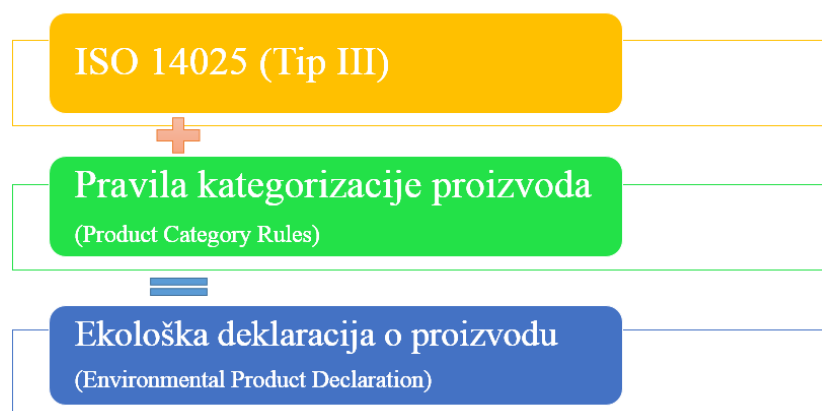 ISO 14025 (Tip III)
Pravila kategorizacije proizvoda
(Product Category Rules)
Ekološka deklaracija o proizvodu
(Environmental Product Declaration)